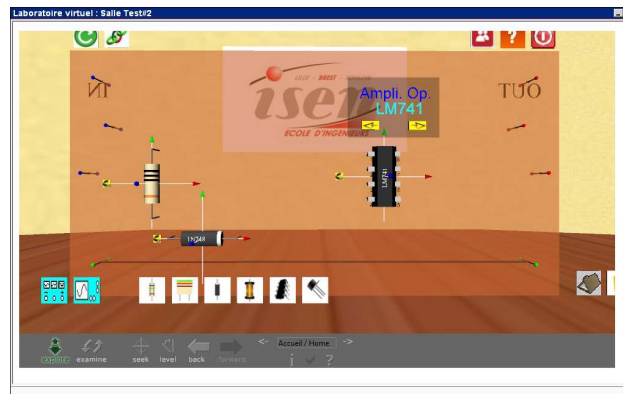 Laboratoire virtuel : Salle Test#2
?
LILLE - BREST - TOULON
isen
ECOLE D'INGENIEURS
Ampli. Op.
LM741
IN
OUT
LM741
1N748
<- Accueil / Home ->
explore examine seek level back forward
i ?